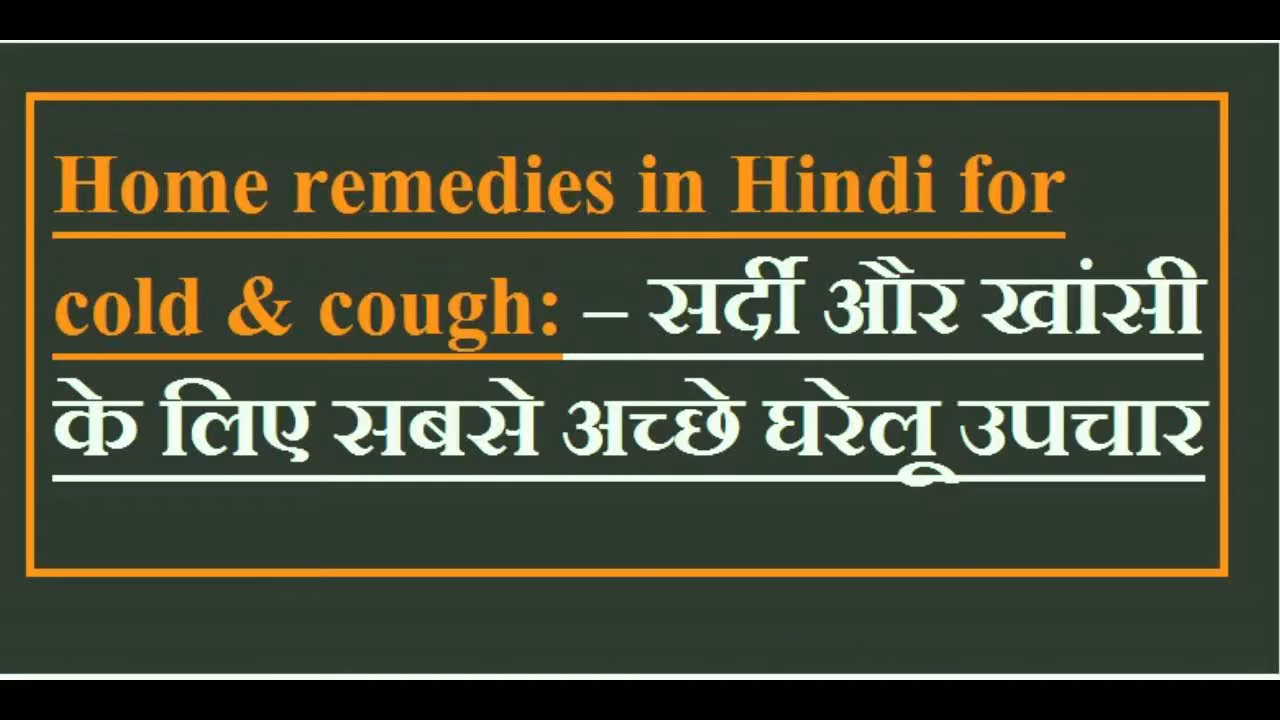 Home remedies in Hindi for
cold & cough: – सर्दी और खांसी
के लिए सबसे अच्छे घरेलू उपचार